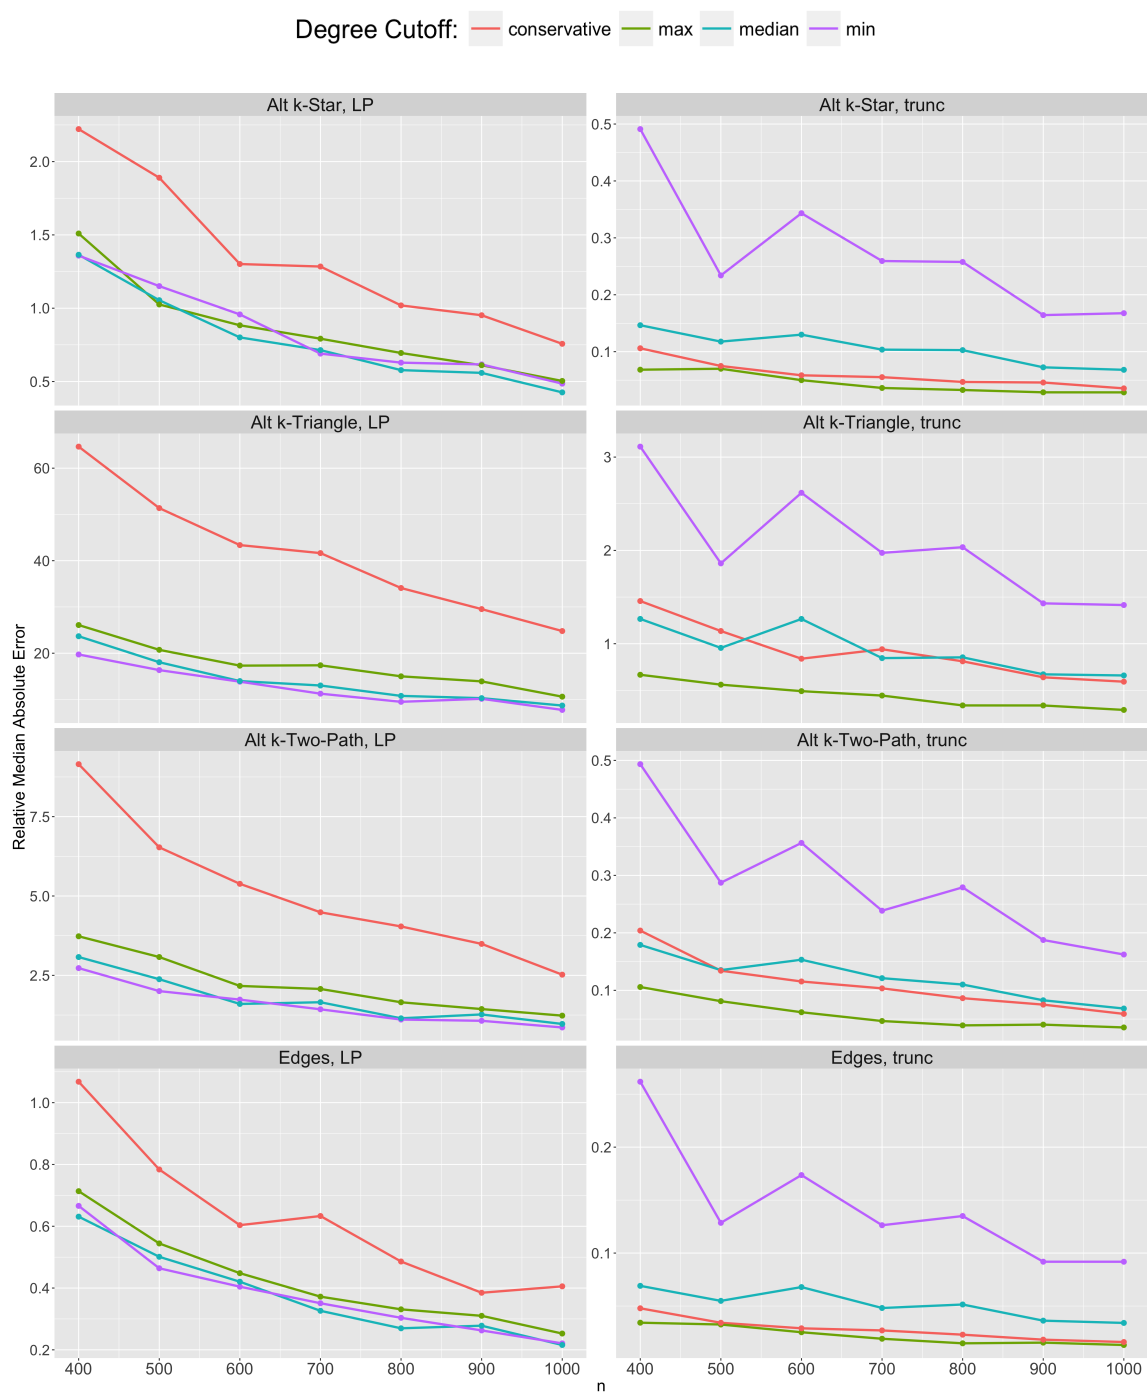 Degree Cutoff: conservative max median min
Alt k-Star, LP
Alt k-Star, trunc
2.0
1.5
1.0
0.5
0.5
0.4
0.3
0.2
0.1
Alt k-Triangle, LP
Alt k-Triangle, trunc
60
40
20
3
2
1
Relative Median Absolute Error
Alt k-Two-Path, LP
Alt k-Two-Path, trunc
7.5
5.0
2.5
0.5
0.4
0.3
0.2
0.1
Edges, LP
Edges, trunc
1.0
0.8
0.6
0.4
0.2
0.2
0.1
400 500 600 700 800 900 1000
400 500 600 700 800 900 1000
n